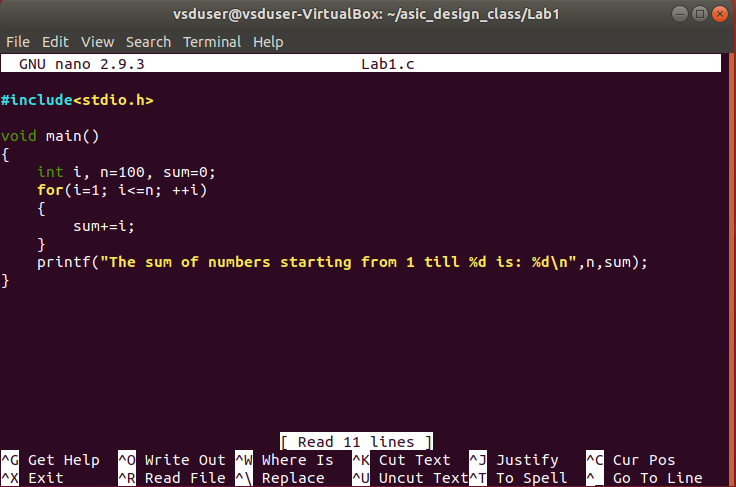 vsduser@vsduser-VirtualBox: ~/asic_design_class/Lab1
File Edit View Search Terminal Help
GNU nano 2.9.3 Lab1.c
#include<stdio.h>
void main()
{
int i, n=100, sum=0;
for(i=1; i<=n; ++i)
{
sum+=i;
}
printf("The sum of numbers starting from 1 till %d is: %d\n",n,sum);
}
[ Read 11 lines ]
^G Get Help ^O Write Out ^W Where Is ^K Cut Text ^J Justify ^C Cur Pos
^X Exit ^R Read File ^\ Replace ^U Uncut Text ^T To Spell ^_ Go To Line